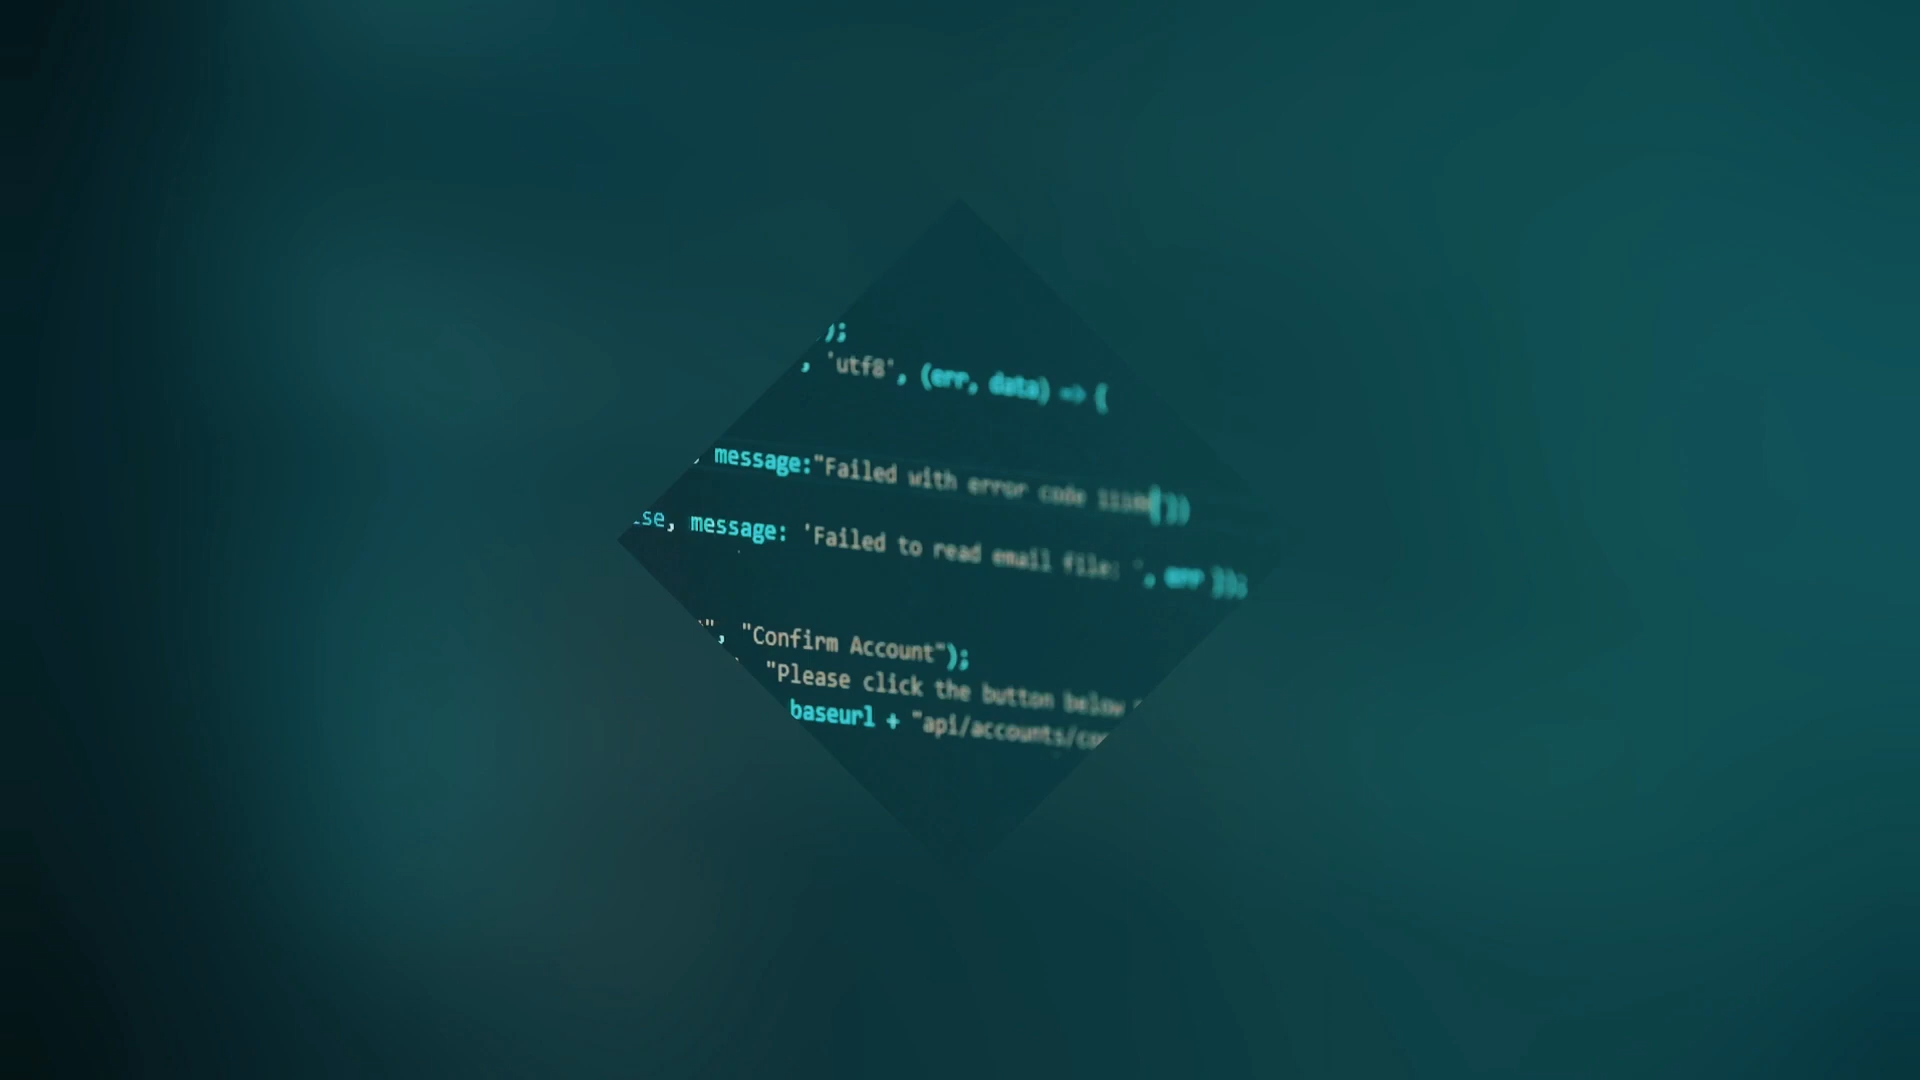 );
, 'utf8', (err, data) => {
, message:"Failed with error code
se, message: 'Failed to read email file: ', err });
", "Confirm Account");
"Please click the button below
baseurl + "api/accounts/